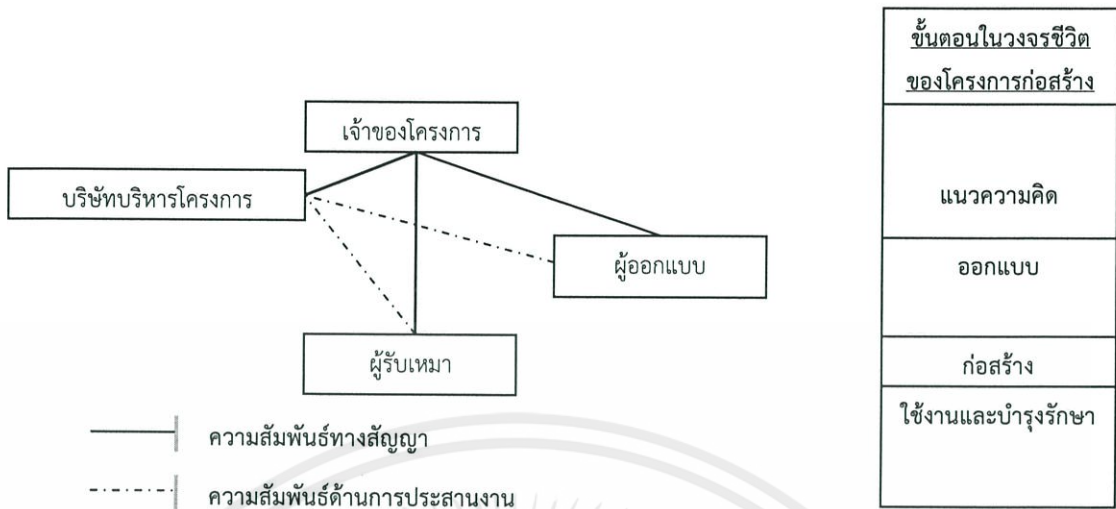 เจ้าของโครงการ
บริษัทบริหารโครงการ
ผู้ออกแบบ
ผู้รับเหมา
ความสัมพันธ์ทางสัญญา
ความสัมพันธ์ด้านการประสานงาน
ขั้นตอนในวงจรชีวิต
ของโครงการก่อสร้าง
แนวความคิด
ออกแบบ
ก่อสร้าง
ใช้งานและบำรุงรักษา